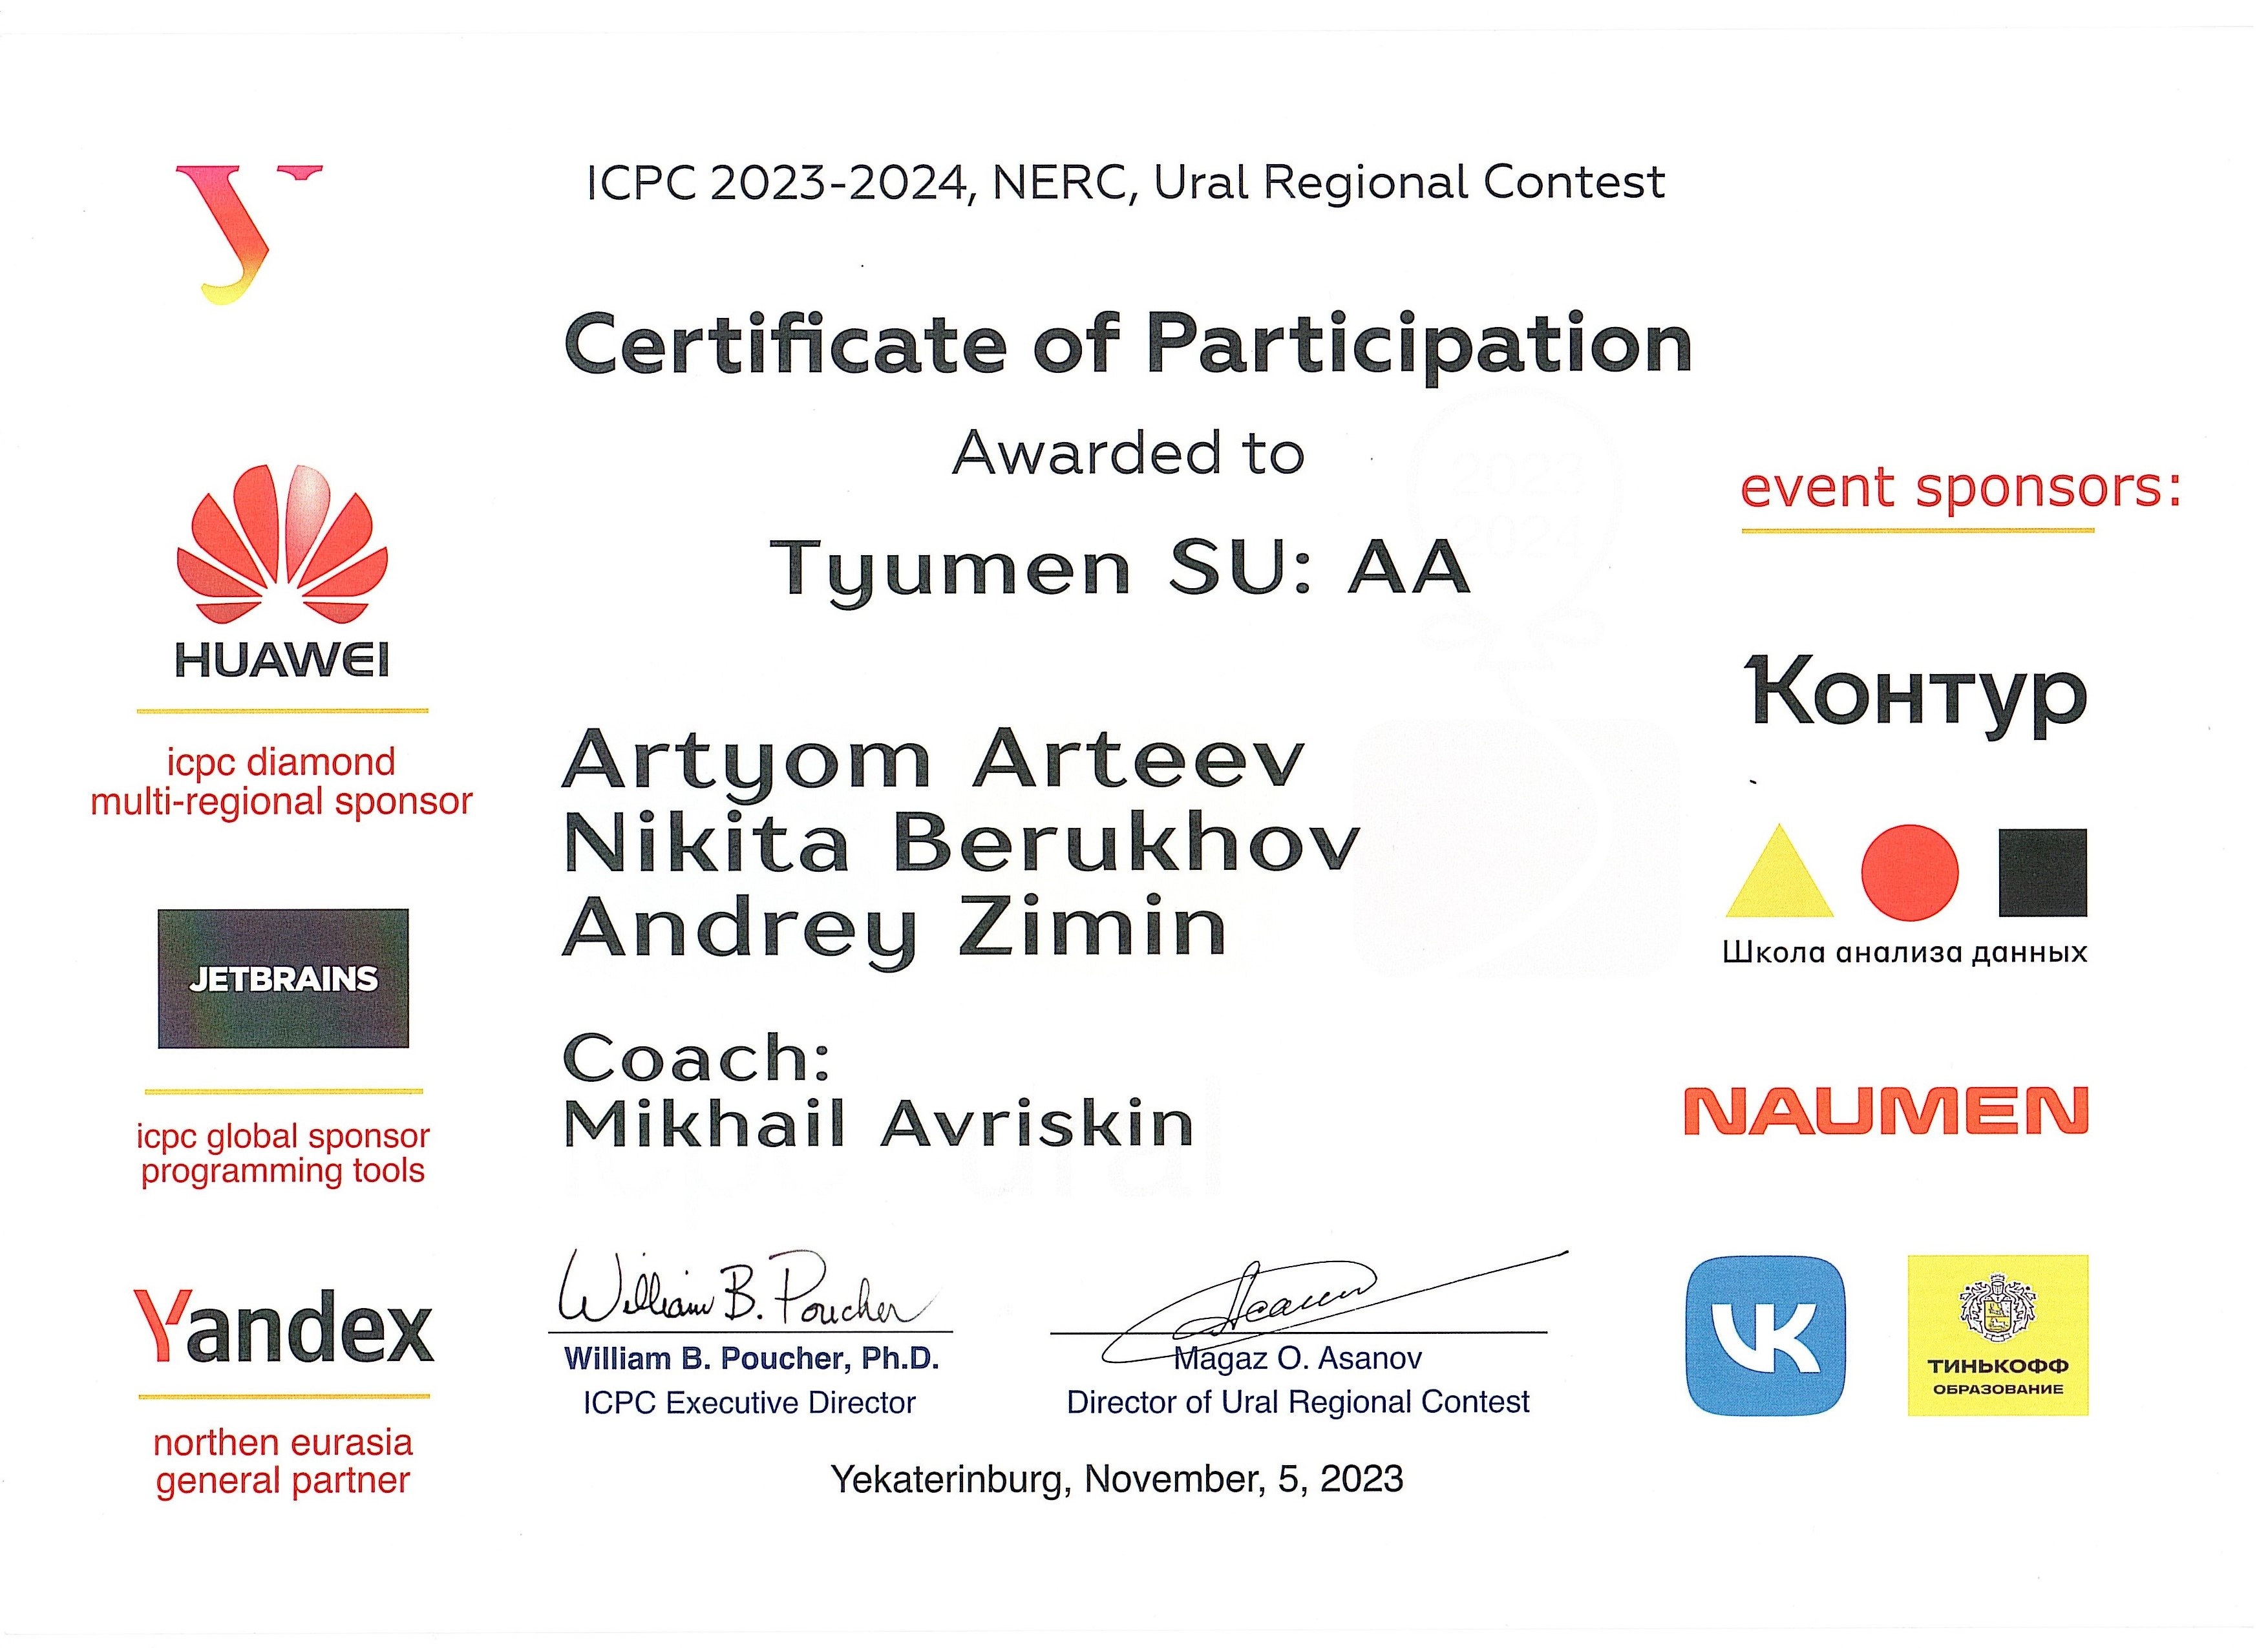 ICPC 2023-2024, NERC, Ural Regional Contest
Certificate of Participation
Awarded to
Tyumen SU: AA
Artyom Arteev
Nikita Berukhov
Andrey Zimin
Coach:
Mikhail Avriskin
William B. Poucher
William B. Poucher, Ph.D.
ICPC Executive Director
Magaz O. Asanov
Director of Ural Regional Contest
Yekaterinburg, November, 5, 2023
У
HUAWEI
icpc diamond
multi-regional sponsor
JETBRAINS
icpc global sponsor
programming tools
Yandex
northen eurasia
general partner
event sponsors:
Контур
Школа анализа данных
NAUMEN
VK
ТИНЬКОФФ
ОБРАЗОВАНИЕ